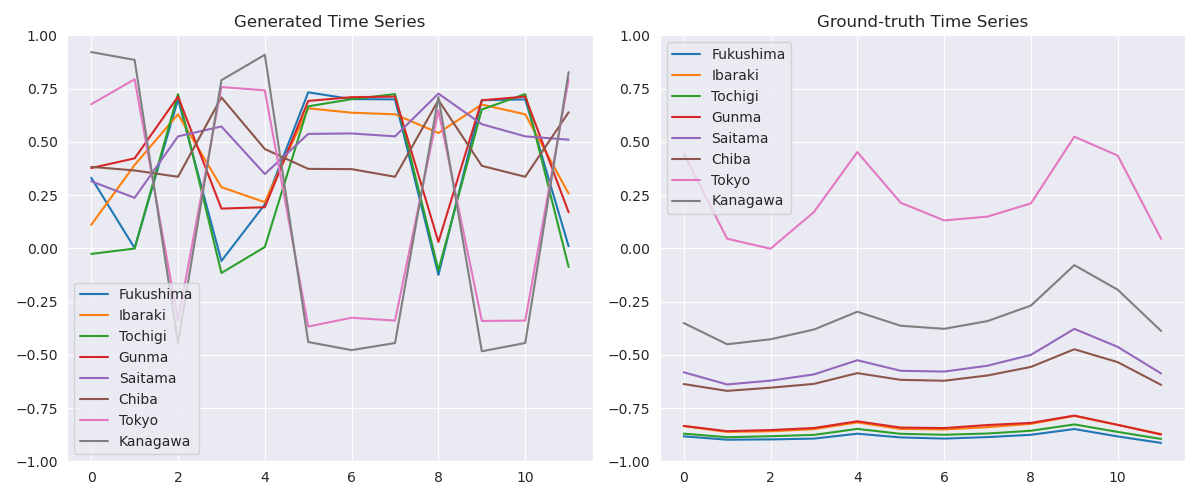 Generated Time Series
1.00
0.75
0.50
0.25
0.00
−0.25
−0.50
−0.75
−1.00
Fukushima
Ibaraki
Tochigi
Gunma
Saitama
Chiba
Tokyo
Kanagawa
0 2 4 6 8 10
Ground-truth Time Series
1.00
0.75
0.50
0.25
0.00
−0.25
−0.50
−0.75
−1.00
Fukushima
Ibaraki
Tochigi
Gunma
Saitama
Chiba
Tokyo
Kanagawa
0 2 4 6 8 10